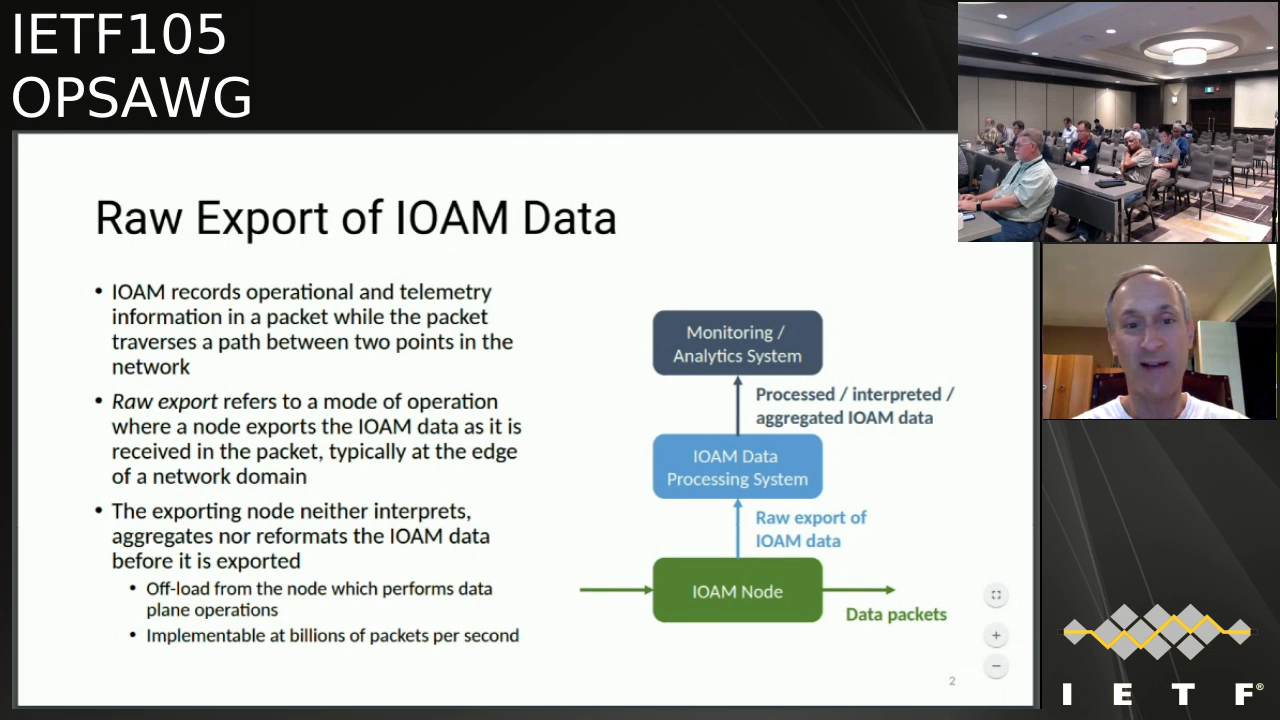 IETF105
OPSAWG
Raw Export of IOAM Data
• IOAM records operational and telemetry
information in a packet while the packet
traverses a path between two points in the
network
• Raw export refers to a mode of operation
where a node exports the IOAM data as it is
received in the packet, typically at the edge
of a network domain
• The exporting node neither interprets,
aggregates nor reformats the IOAM data
before it is exported
• Off-load from the node which performs data
plane operations
• Implementable at billions of packets per second
Monitoring /
Analytics System
Processed / interpreted /
aggregated IOAM data
IOAM Data
Processing System
Raw export of
IOAM data
IOAM Node
Data packets
2
I E T F®